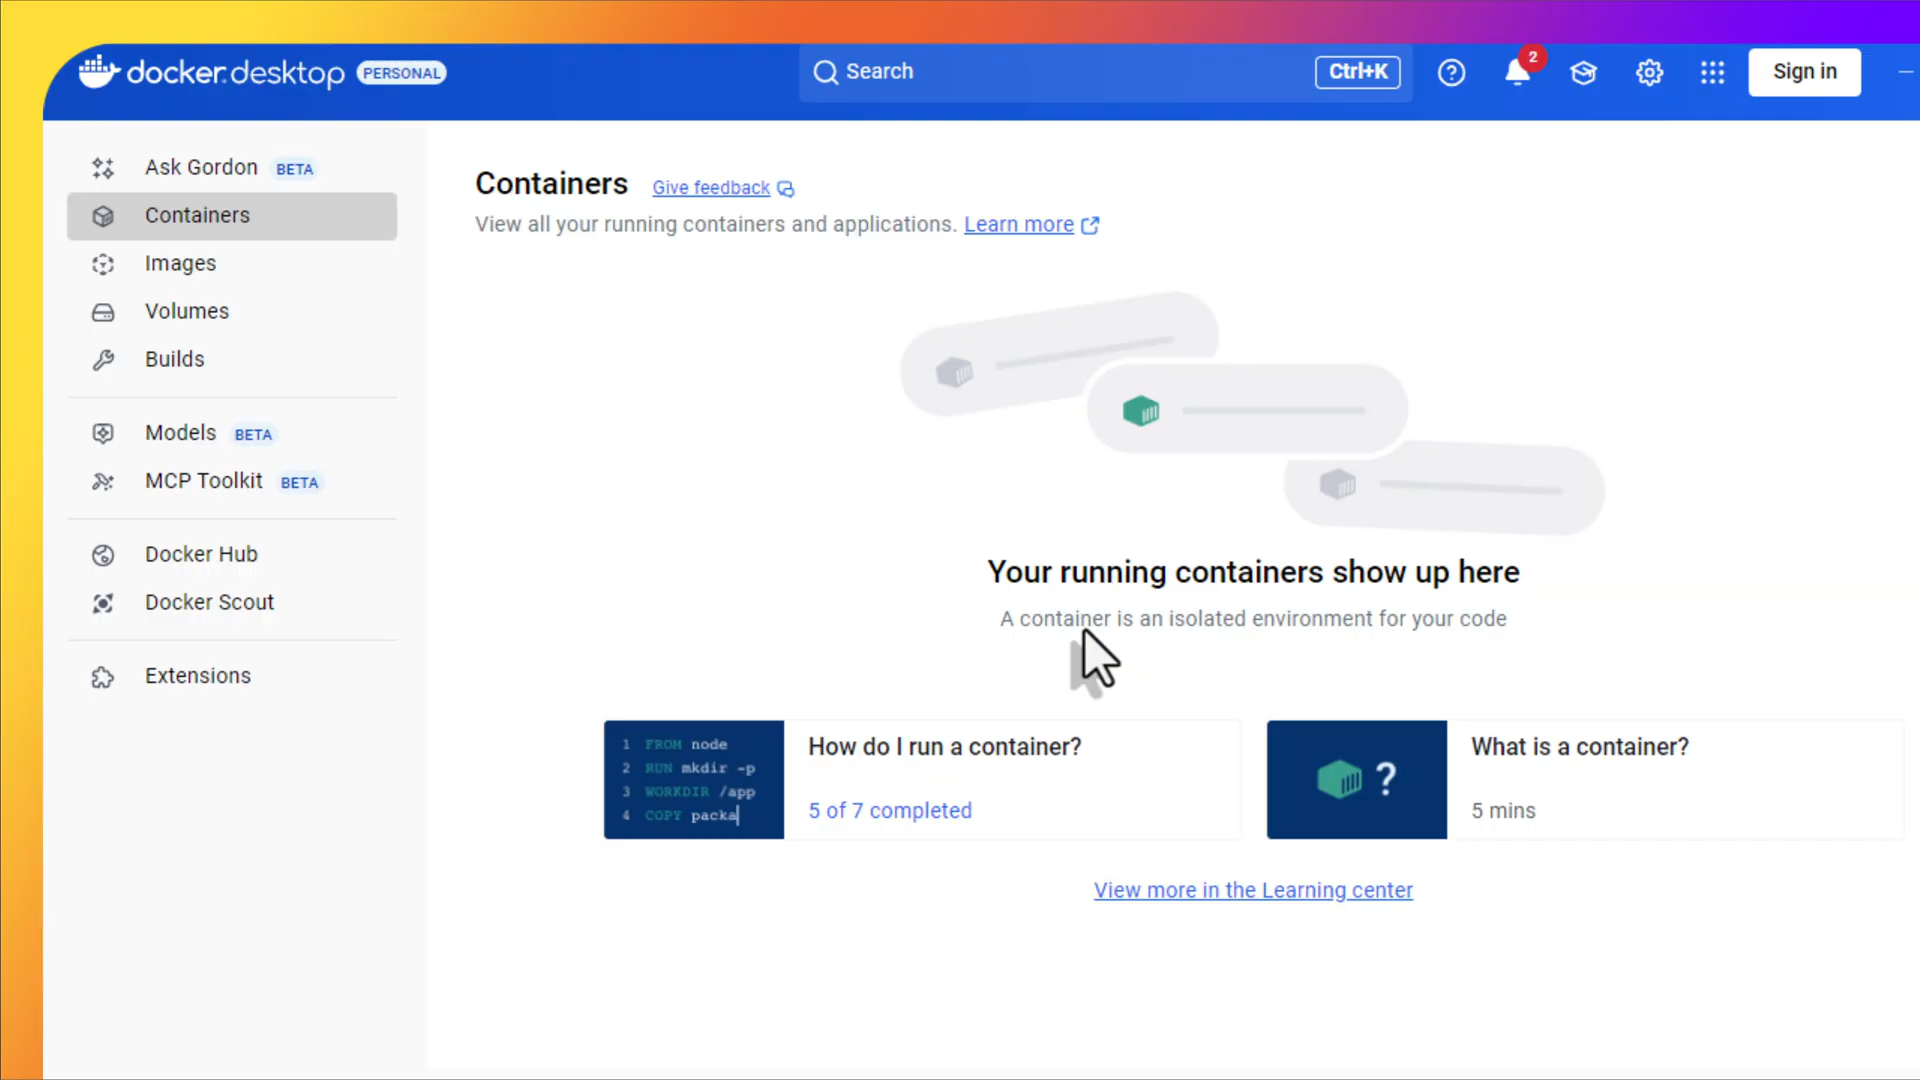 docker.desktop PERSONAL
Search
Ctrl+K
2
Sign in
Ask Gordon BETA
Containers
Images
Volumes
Builds
Models BETA
MCP Toolkit BETA
Docker Hub
Docker Scout
Extensions
Containers Give feedback
View all your running containers and applications. Learn more
Your running containers show up here
A container is an isolated environment for your code
1 FROM node
2 RUN mkdir -p
3 WORKDIR /app
4 COPY packa
How do I run a container?
5 of 7 completed
?
What is a container?
5 mins
View more in the Learning center